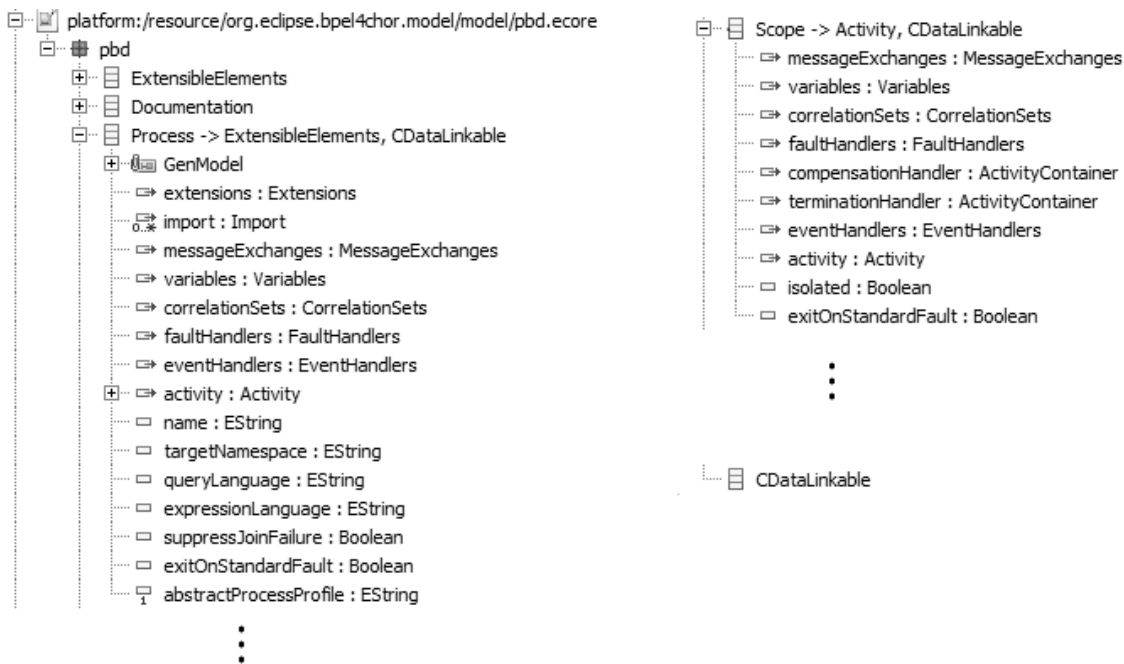 platform:/resource/org.eclipse.bpel4chor.model/model/pbd.ecore
pbd
ExtensibleElements
Documentation
Process -> ExtensibleElements, CDataLinkable
GenModel
extensions : Extensions
0..* import : Import
messageExchanges : MessageExchanges
variables : Variables
correlationSets : CorrelationSets
faultHandlers : FaultHandlers
eventHandlers : EventHandlers
activity : Activity
name : EString
targetNamespace : EString
queryLanguage : EString
expressionLanguage : EString
suppressJoinFailure : Boolean
exitOnStandardFault : Boolean
1 abstractProcessProfile : EString
Scope -> Activity, CDataLinkable
messageExchanges : MessageExchanges
variables : Variables
correlationSets : CorrelationSets
faultHandlers : FaultHandlers
compensationHandler : ActivityContainer
terminationHandler : ActivityContainer
eventHandlers : EventHandlers
activity : Activity
isolated : Boolean
exitOnStandardFault : Boolean
CDataLinkable